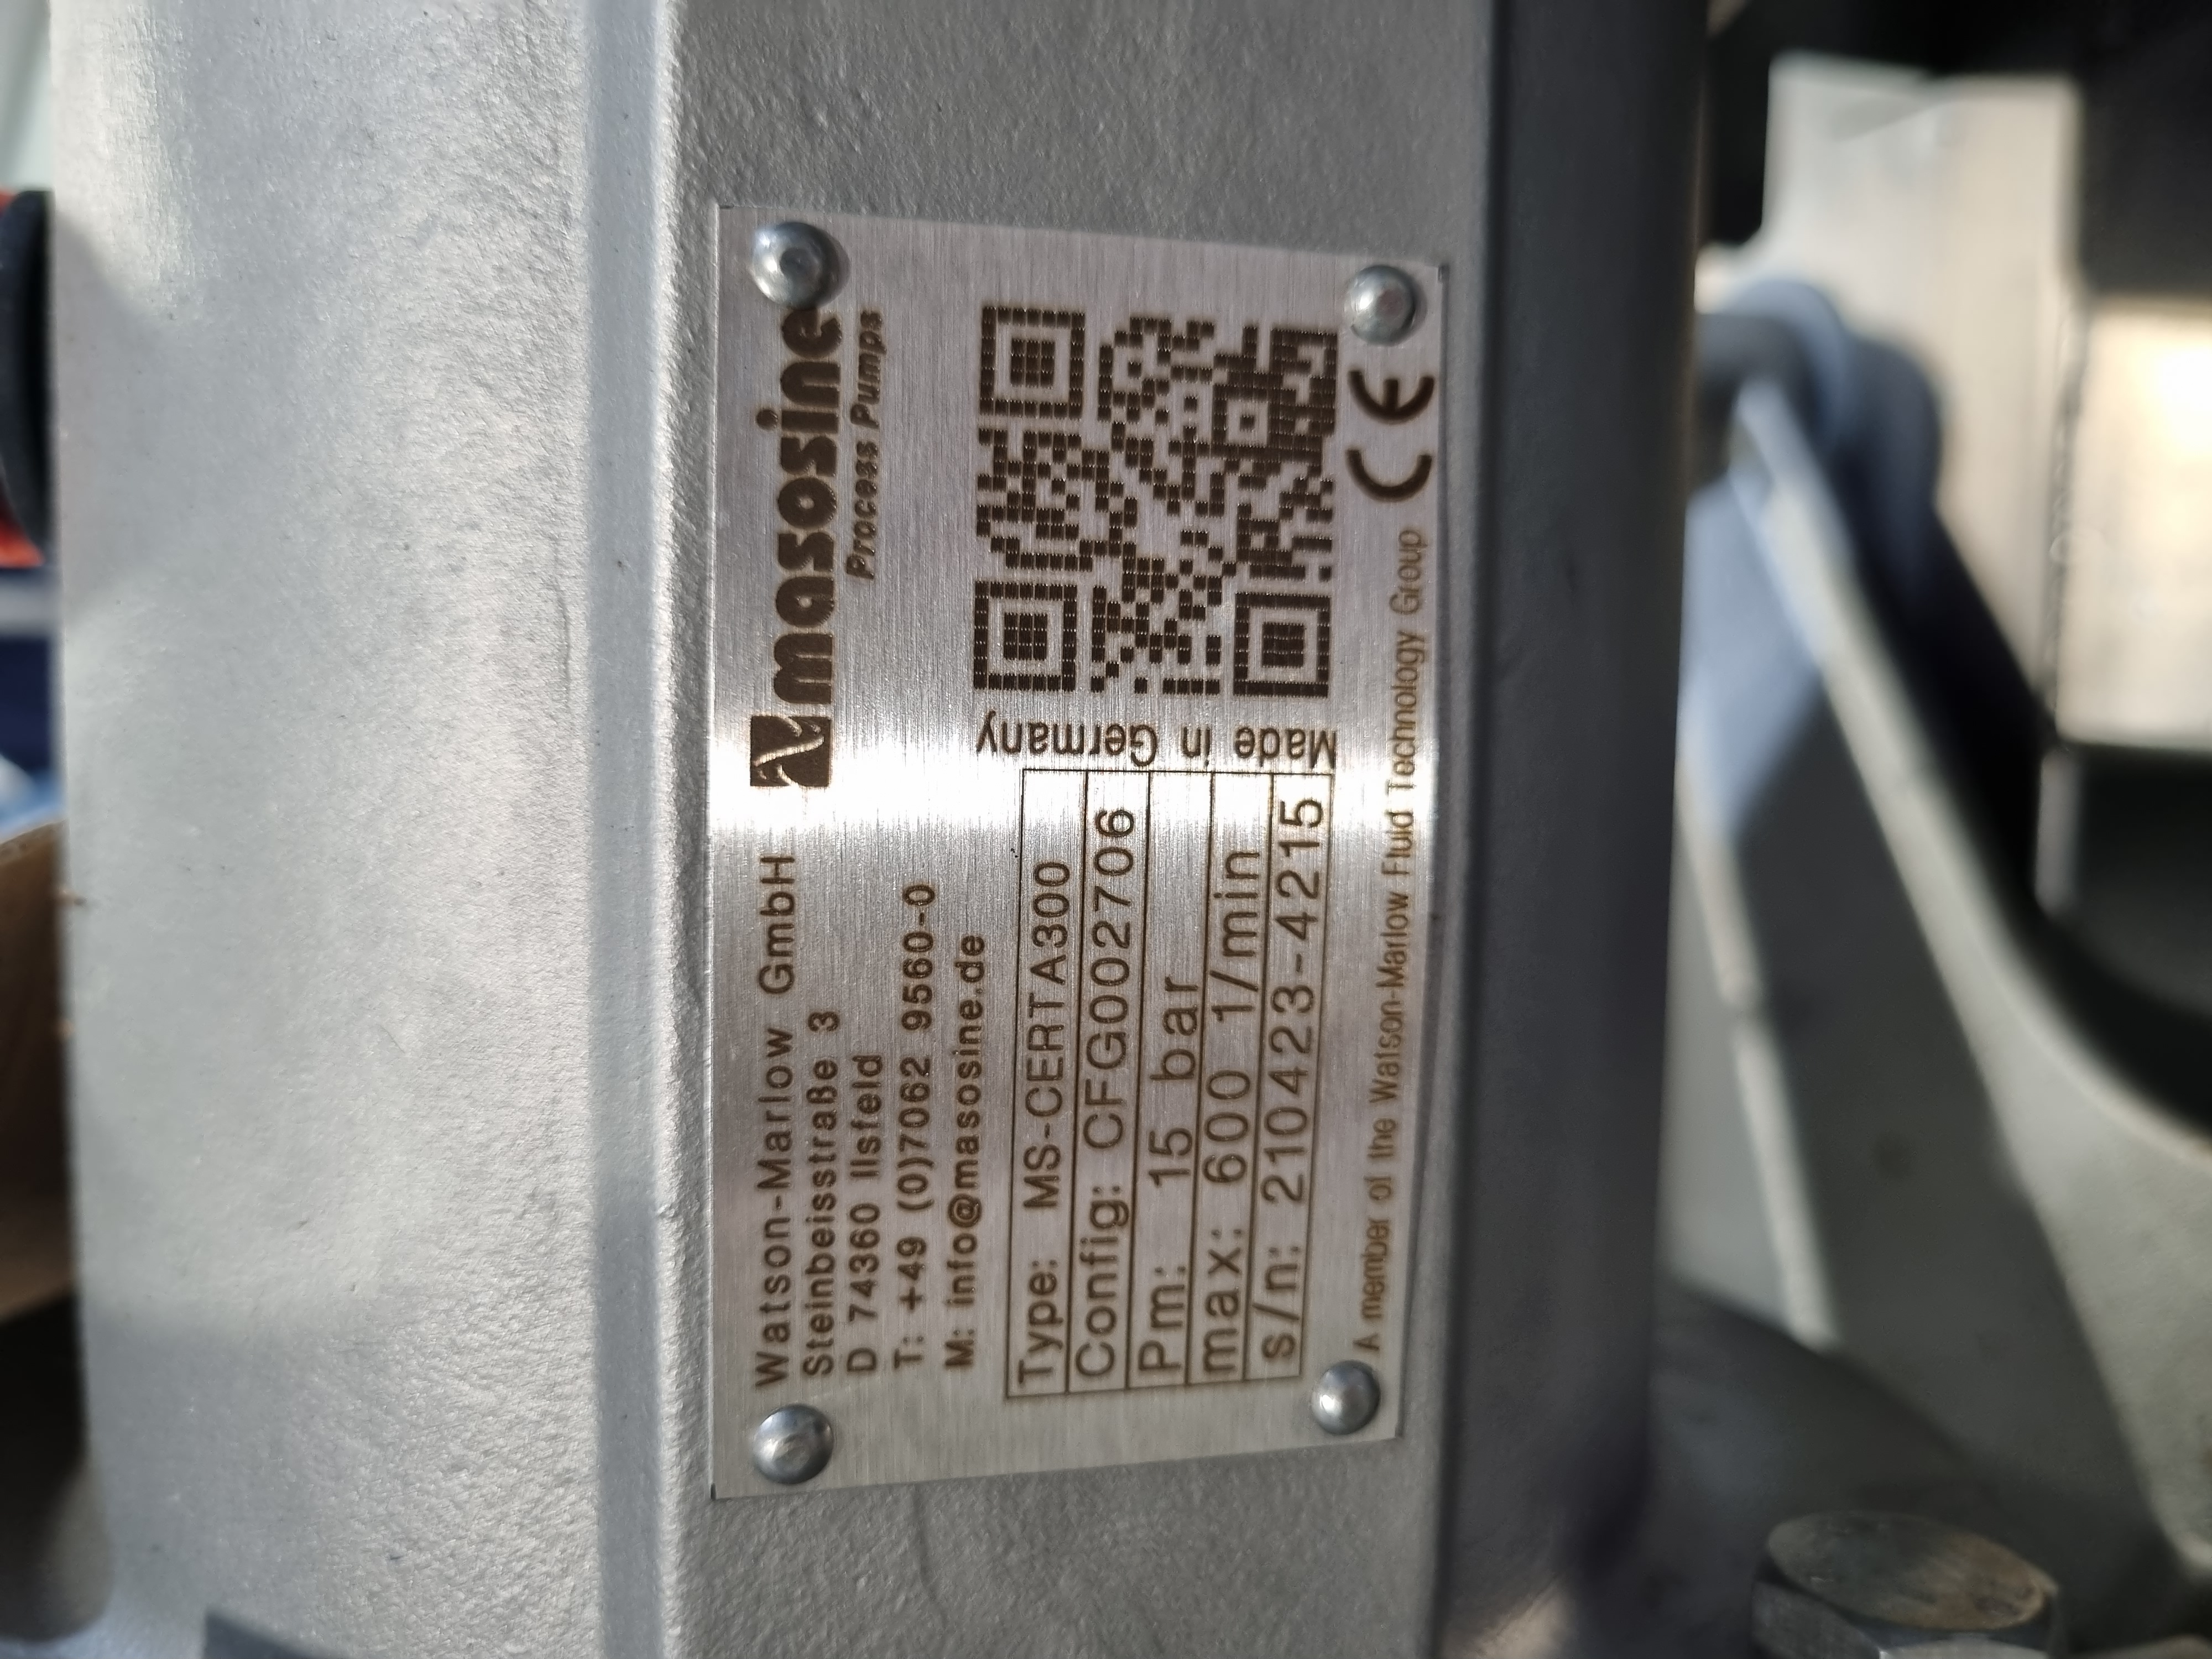 Watson-Marlow GmbH
Steinbeisstraße 3
D 74360 Ilsfeld
T: +49 (0)7062 9560-0
M: info@masosine.de
masosine
Process Pumps
Type: MS-CERTA300
Config: CFG002706
Pm: 15 bar
max: 600 1/min
s/n: 210423-4215
Made in Germany
CE
A member of the Watson-Marlow Fluid Technology Group